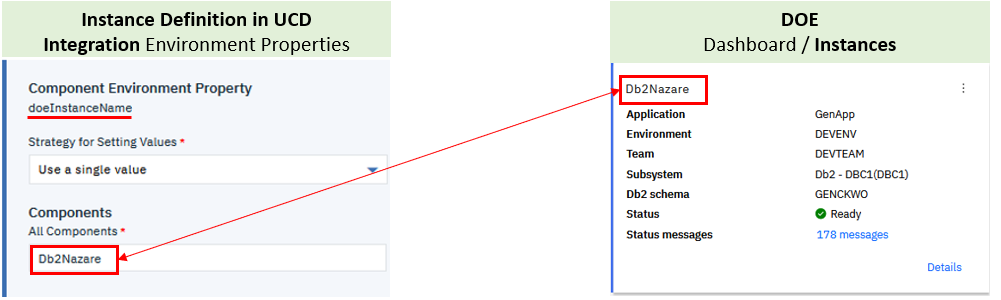 Instance Definition in UCD
Integration Environment Properties
Component Environment Property
doeInstanceName
Strategy for Setting Values *
Use a single value
Components
All Components *
Db2Nazare
DOE
Dashboard / Instances
Db2Nazare
Application GenApp
Environment DEVENV
Team DEVTEAM
Subsystem Db2 - DBC1(DBC1)
Db2 schema GENCKWO
Status Ready
Status messages 178 messages
Details